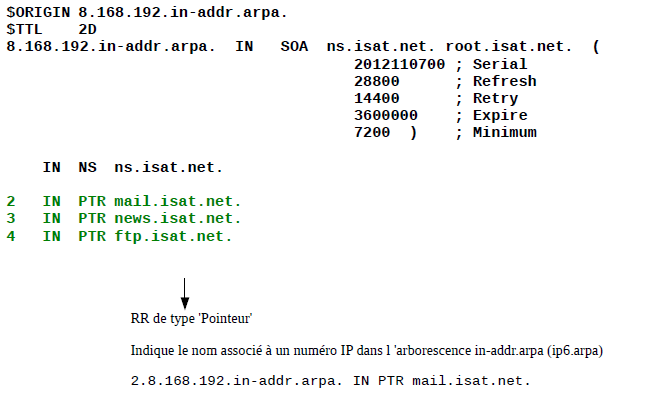 $ORIGIN 8.168.192.in-addr.arpa.
$TTL 2D
8.168.192.in-addr.arpa. IN SOA ns.isat.net. root.isat.net. (
2012110700 ; Serial
28800 ; Refresh
14400 ; Retry
3600000 ; Expire
7200 ) ; Minimum
IN NS ns.isat.net.
2 IN PTR mail.isat.net.
3 IN PTR news.isat.net.
4 IN PTR ftp.isat.net.
RR de type 'Pointeur'
Indique le nom associé à un numéro IP dans l 'arborescence in-addr.arpa (ip6.arpa)
2.8.168.192.in-addr.arpa. IN PTR mail.isat.net.